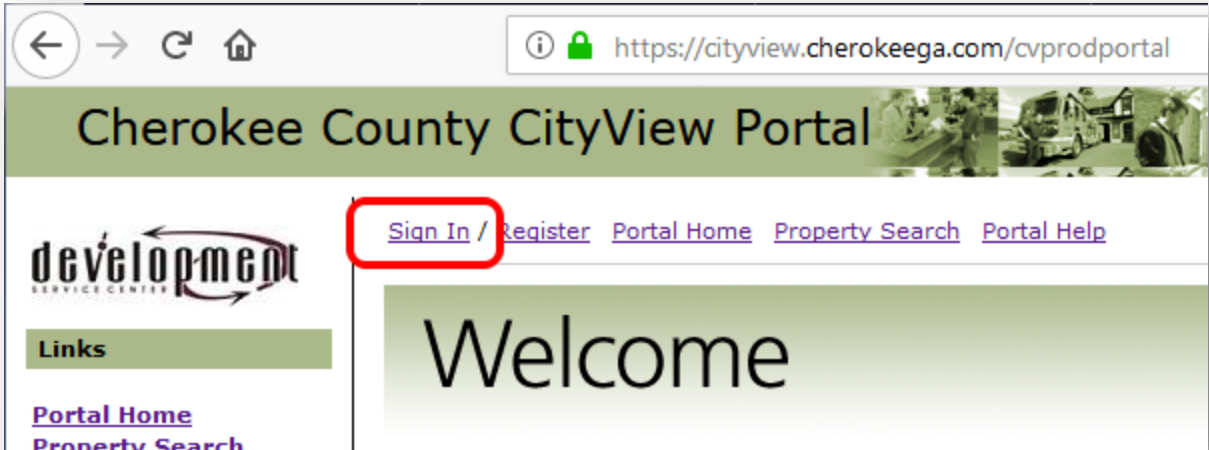 https://cityview.cherokeega.com/cvprodportal
Cherokee County CityView Portal
Sign In / Register Portal Home Property Search Portal Help
development
SERVICE CENTER
Welcome
Links
Portal Home
Property Search